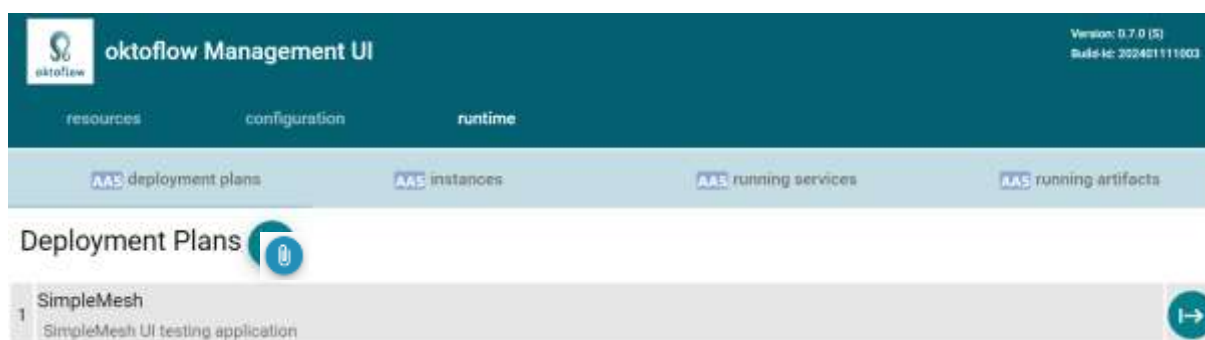 oktoflow
oktoflow Management UI
Version: 0.7.0 (S)
Build-Id: 202401111003
resources configuration runtime
AAS deployment plans AAS instances AAS running services AAS running artifacts
Deployment Plans
1
SimpleMesh
SimpleMesh UI testing application